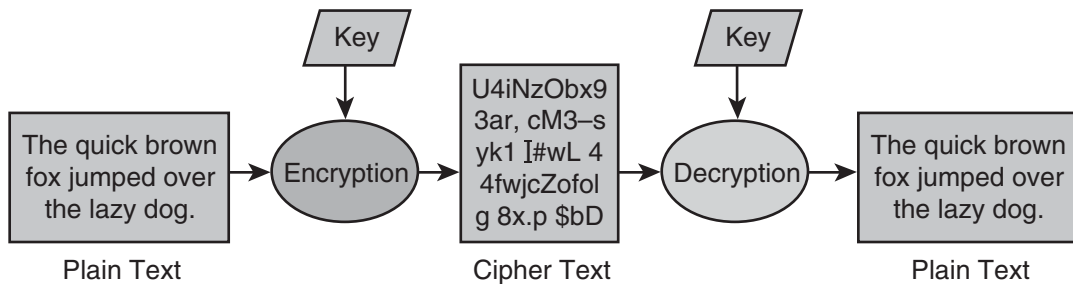 Key
Key
The quick brown
fox jumped over
the lazy dog.
Encryption
U4iNzObx9
3ar, cM3–s
yk1 ]#wL 4
4fwjcZofol
g 8x.p $bD
Decryption
The quick brown
fox jumped over
the lazy dog.
Plain Text
Cipher Text
Plain Text